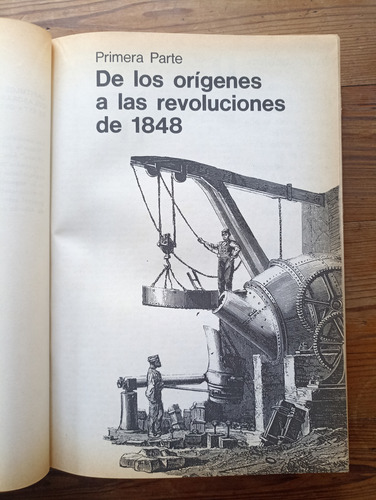 Primera Parte
De los orígenes
a las revoluciones
de 1848